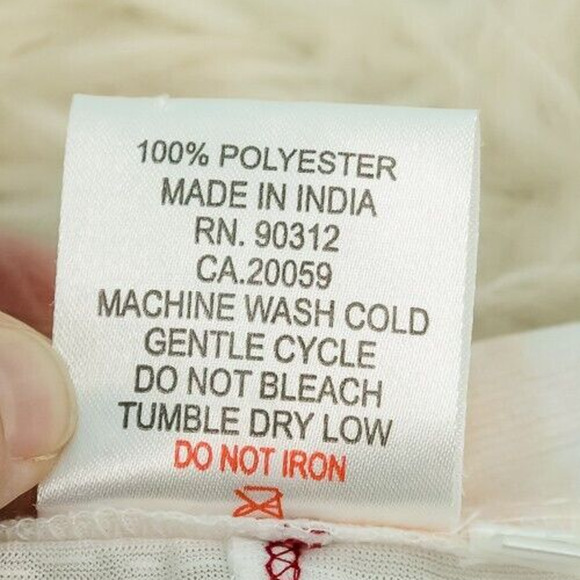 100% POLYESTER
MADE IN INDIA
RN. 90312
CA.20059
MACHINE WASH COLD
GENTLE CYCLE
DO NOT BLEACH
TUMBLE DRY LOW
DO NOT IRON